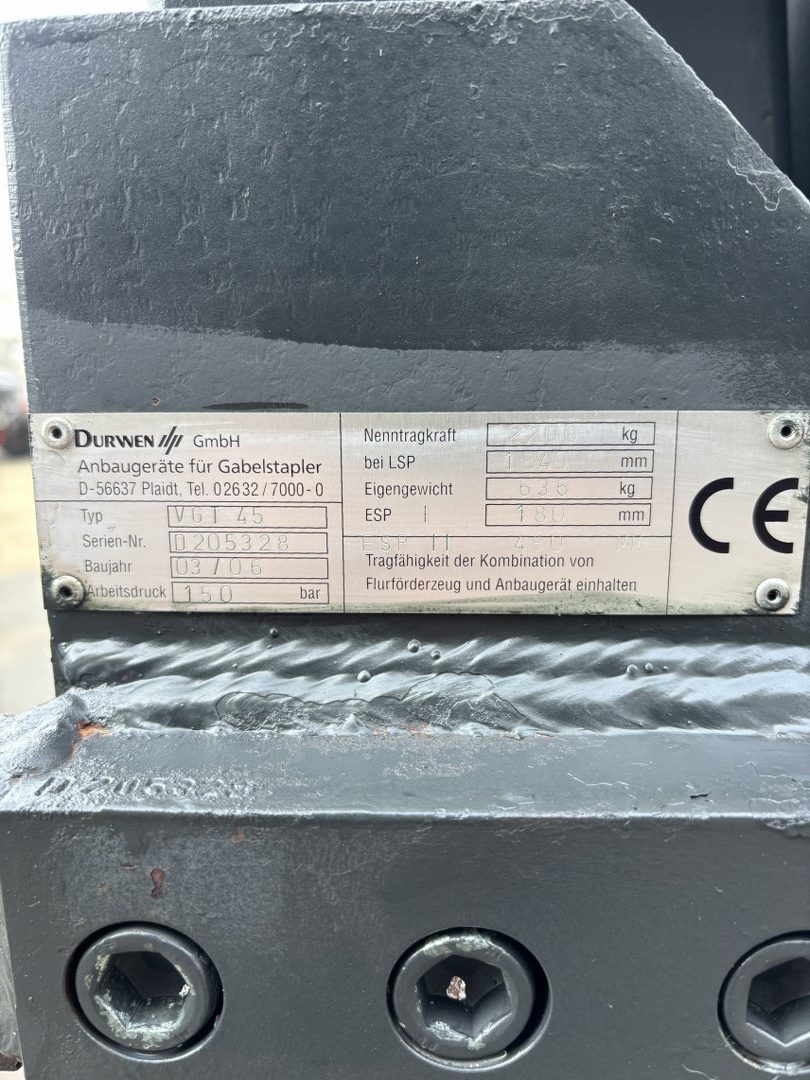 DURWEN GmbH
Anbaugeräte für Gabelstapler
D-56637 Plaidt, Tel. 02632/7000-0
Typ VGT 45
Serien-Nr. D205328
Baujahr 03/06
Arbeitsdruck 150 bar
Nenntragkraft 2200 kg
bei LSP 1840 mm
Eigengewicht 636 kg
ESP I 180 mm
ESP II 480
Tragfähigkeit der Kombination von
Flurförderzeug und Anbaugerät einhalten
CE
D 205328